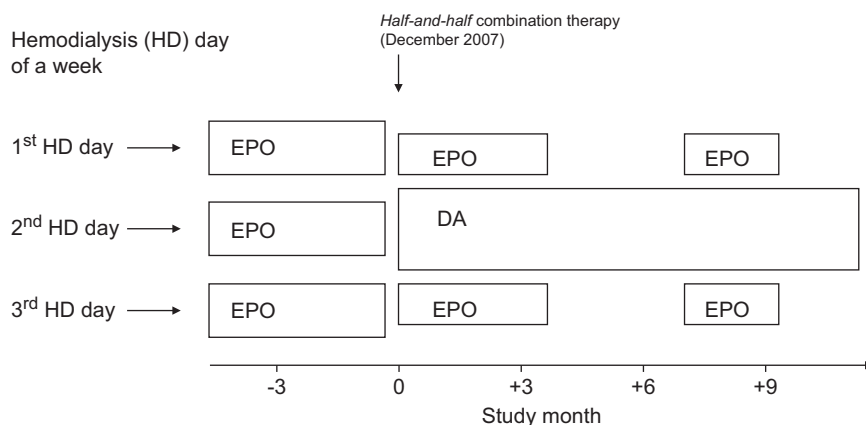 Half-and-half combination therapy
(December 2007)
Hemodialysis (HD) day
of a week
1st HD day
EPO
EPO
EPO
2nd HD day
EPO
DA
3rd HD day
EPO
EPO
EPO
-3
0
+3
+6
+9
Study month